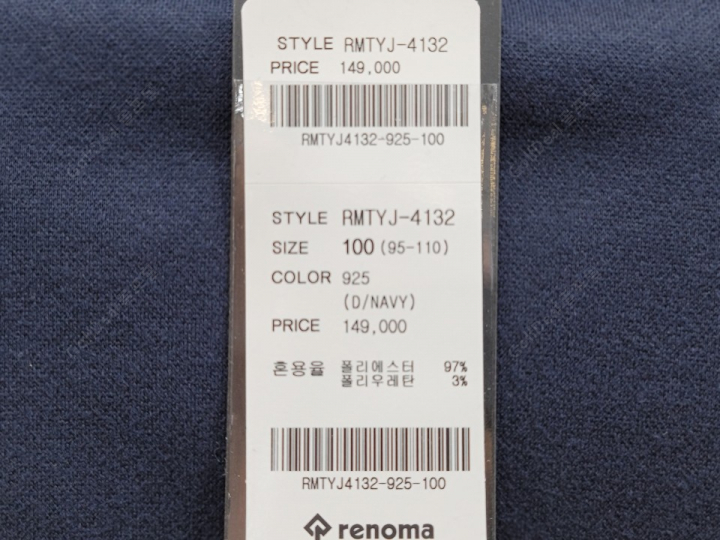 STYLE RMTYJ-4132
PRICE 149,000
RMTYJ4132-925-100
STYLE RMTYJ-4132
SIZE 100 (95-110)
COLOR 925
(D/NAVY)
PRICE 149,000
혼용율 폴리에스터 97%
폴리우레탄 3%
RMTYJ4132-925-100
renoma